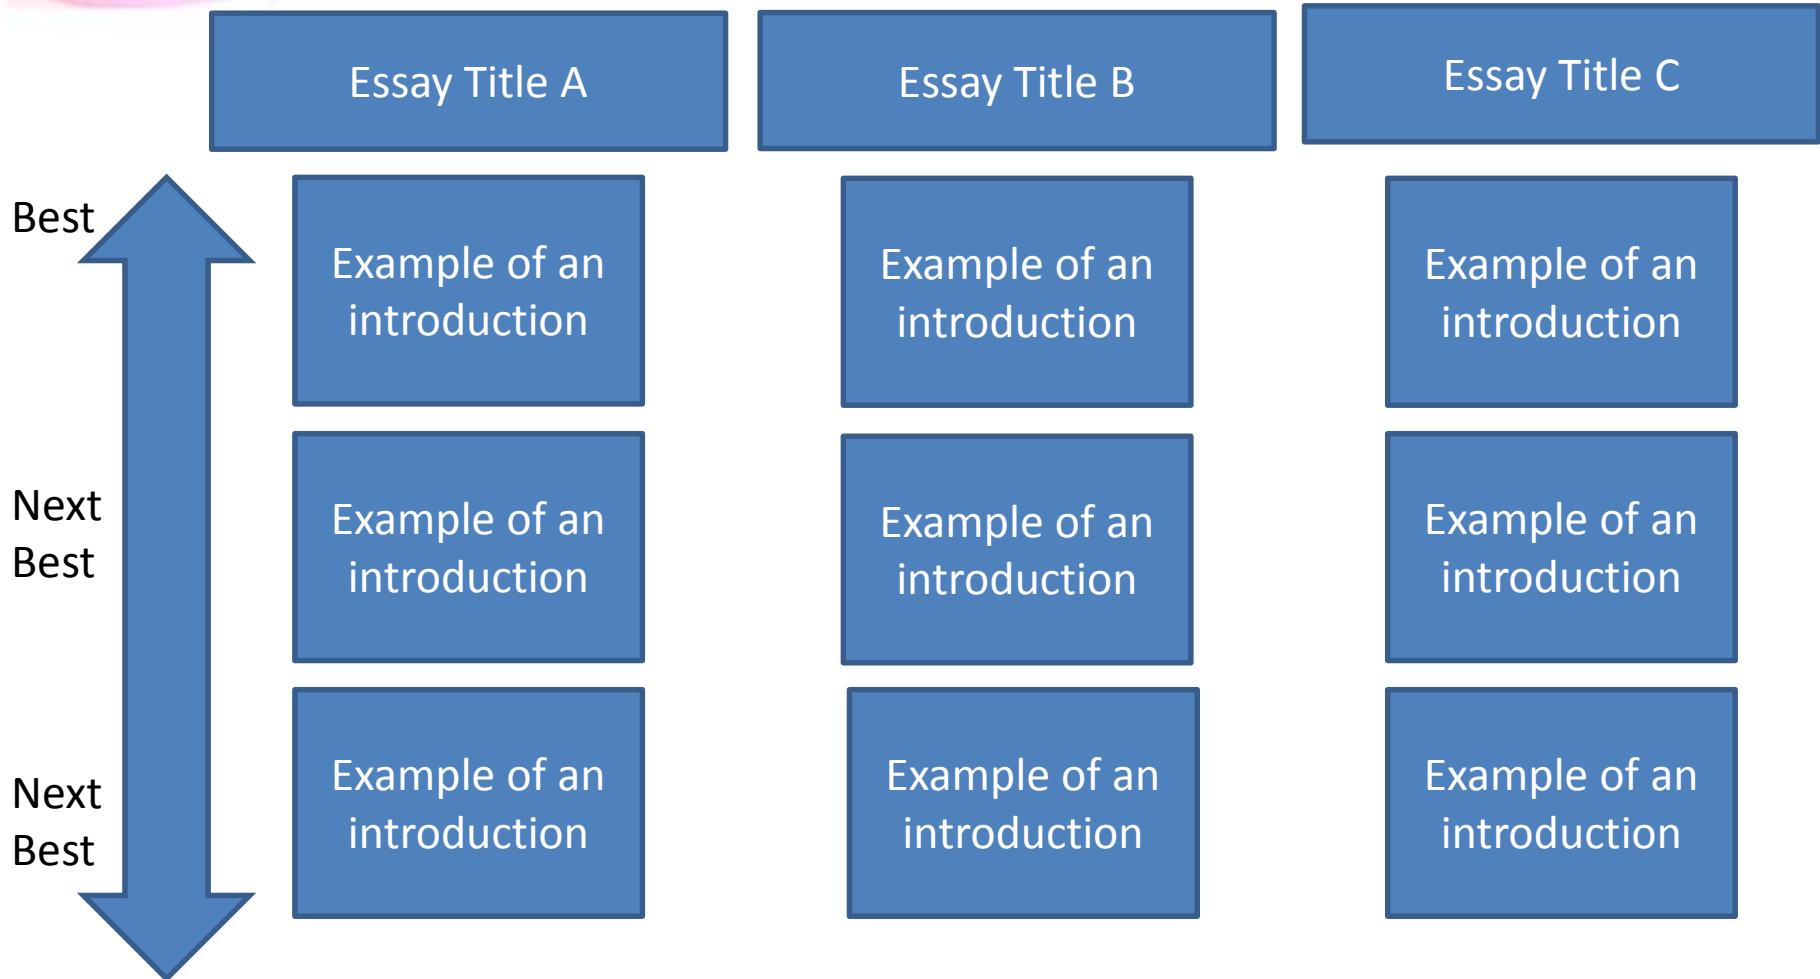 Essay Title A
Essay Title B
Essay Title C
Best
Example of an
introduction
Example of an
introduction
Example of an
introduction
Next
Best
Example of an
introduction
Example of an
introduction
Example of an
introduction
Next
Best
Example of an
introduction
Example of an
introduction
Example of an
introduction